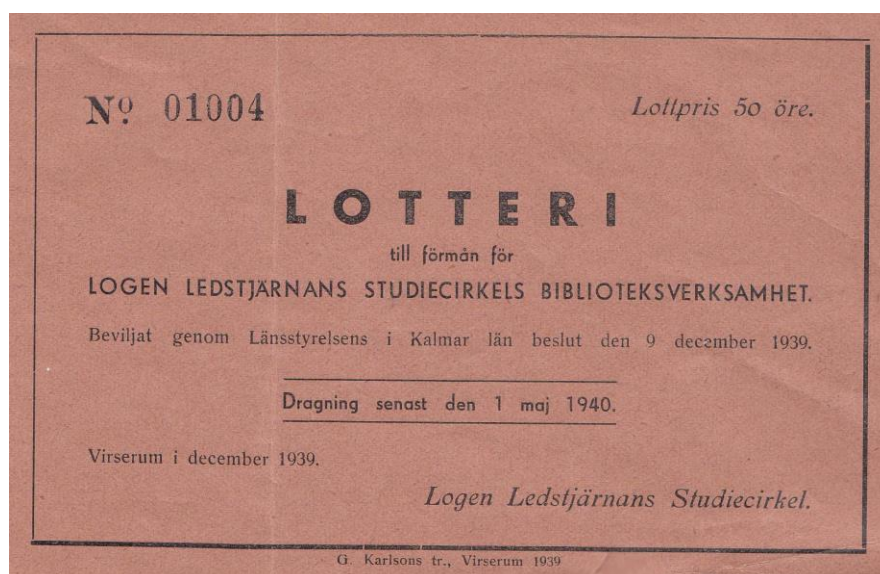 Nº 01004
Lottpris 50 öre.
LOTTERI
till förmån för
LOGEN LEDSTJÄRNANS STUDIECIRKELS BIBLIOTEKSVERKSAMHET.
Beviljat genom Länsstyrelsens i Kalmar län beslut den 9 december 1939.
Dragning senast den 1 maj 1940.
Virserum i december 1939.
Logen Ledstjärnans Studiecirkel.
G. Karlsons tr., Virserum 1939